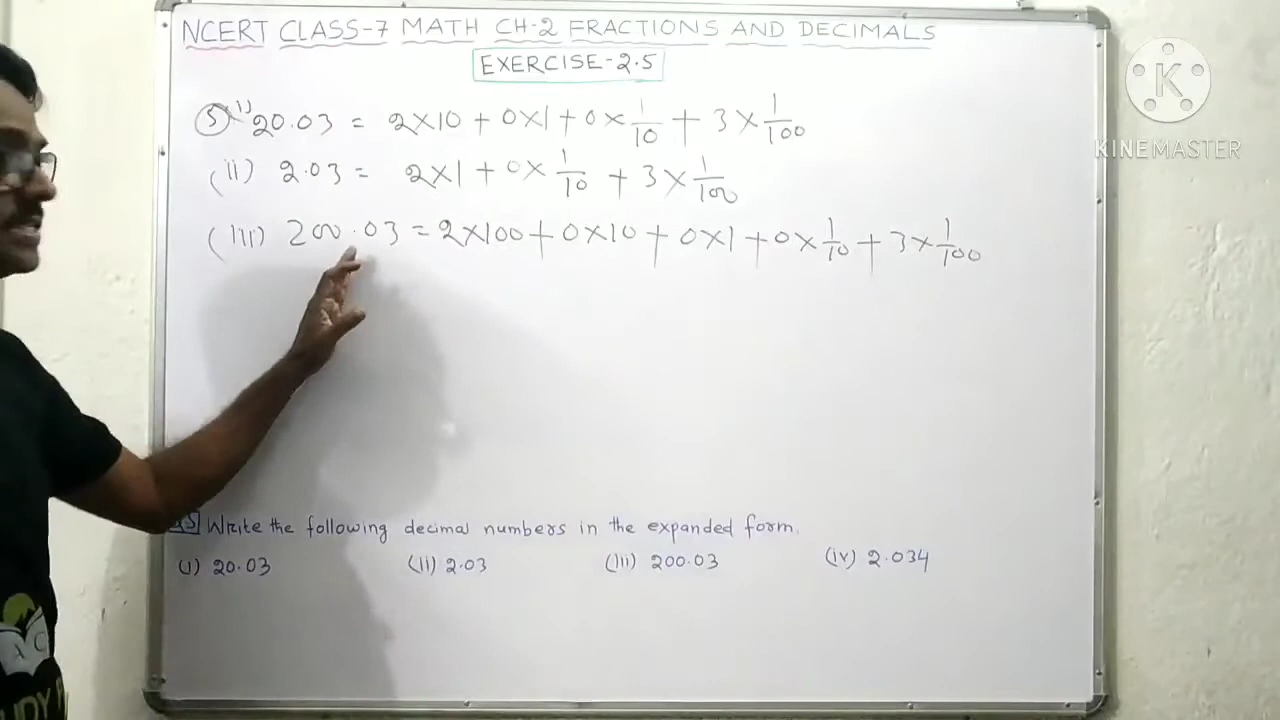 NCERT CLASS-7 MATH CH-2 FRACTIONS AND DECIMALS
EXERCISE-2.5
K
KINEMASTER
5 (i) 20.03 = 2×10 + 0×1 + 0×1/10 + 3×1/100
(ii) 2.03 = 2×1 + 0×1/10 + 3×1/100
(iii) 200.03 = 2×100 + 0×10 + 0×1 + 0×1/10 + 3×1/100
Write the following decimal numbers in the expanded form.
(i) 20.03 (ii) 2.03 (iii) 200.03 (iv) 2.034